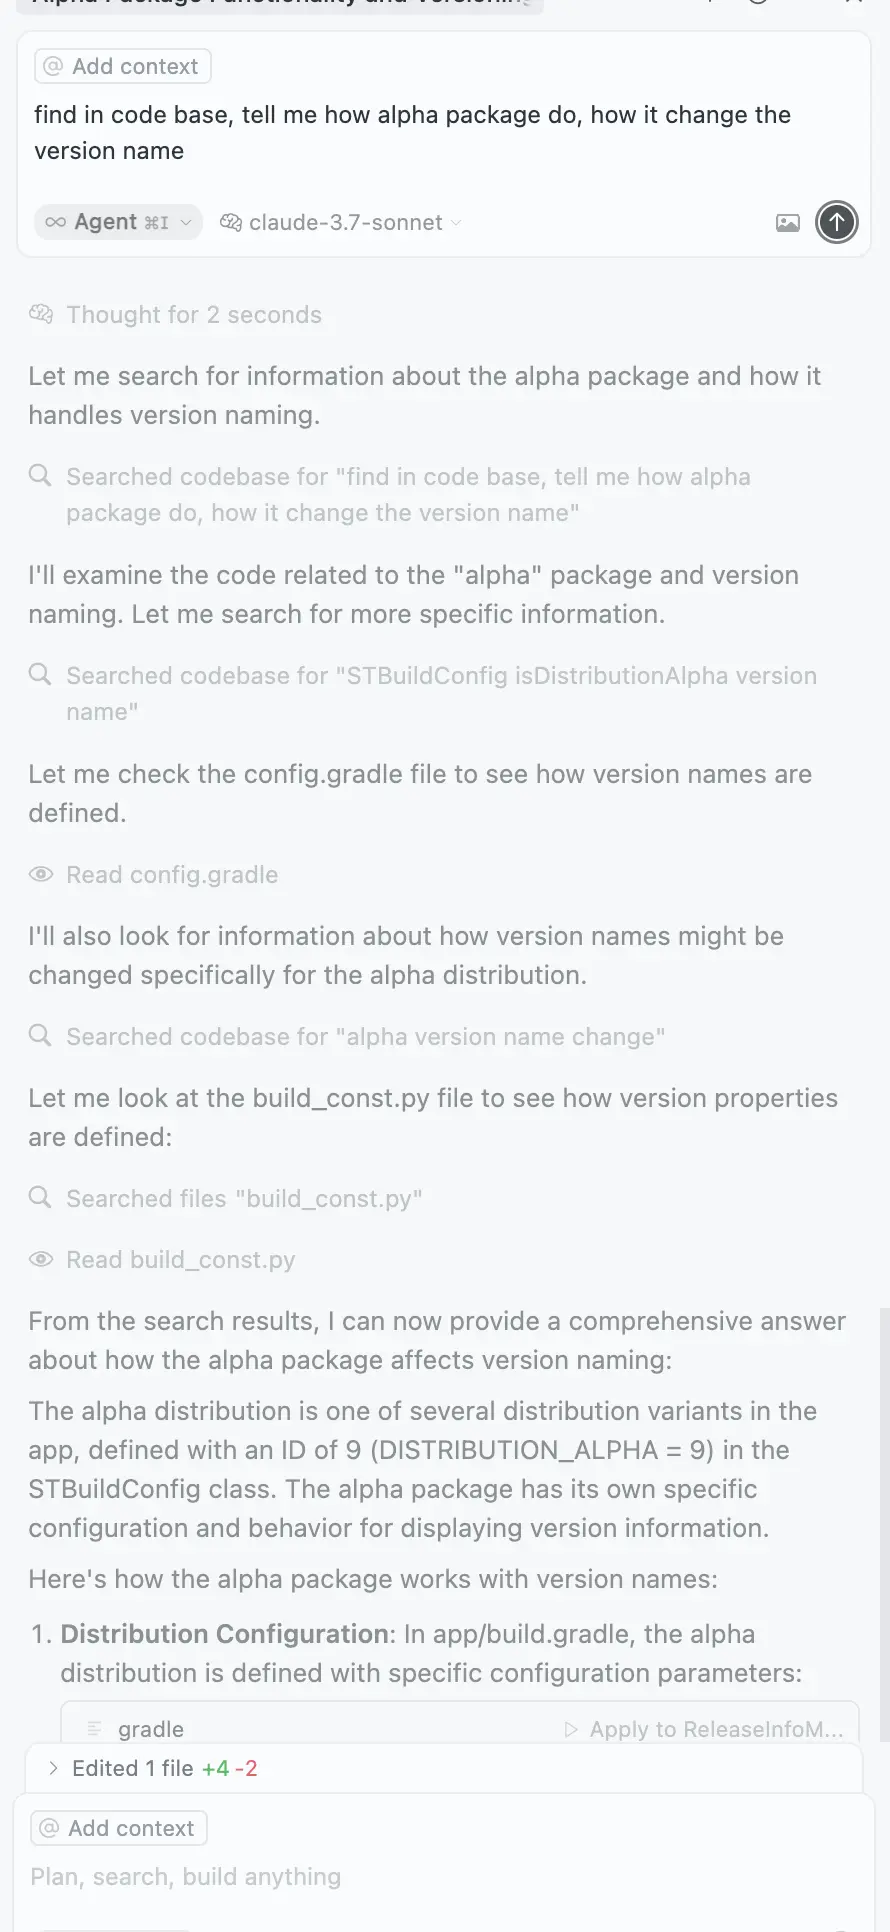 Alpha Package Functionality and Versioning
@ Add context
find in code base, tell me how alpha package do, how it change the
version name
∞ Agent ⌘I claude-3.7-sonnet
Thought for 2 seconds
Let me search for information about the alpha package and how it
handles version naming.
Searched codebase for "find in code base, tell me how alpha
package do, how it change the version name"
I'll examine the code related to the "alpha" package and version
naming. Let me search for more specific information.
Searched codebase for "STBuildConfig isDistributionAlpha version
name"
Let me check the config.gradle file to see how version names are
defined.
Read config.gradle
I'll also look for information about how version names might be
changed specifically for the alpha distribution.
Searched codebase for "alpha version name change"
Let me look at the build_const.py file to see how version properties
are defined:
Searched files "build_const.py"
Read build_const.py
From the search results, I can now provide a comprehensive answer
about how the alpha package affects version naming:
The alpha distribution is one of several distribution variants in the
app, defined with an ID of 9 (DISTRIBUTION_ALPHA = 9) in the
STBuildConfig class. The alpha package has its own specific
configuration and behavior for displaying version information.
Here's how the alpha package works with version names:
1. Distribution Configuration: In app/build.gradle, the alpha
distribution is defined with specific configuration parameters:
gradle Apply to ReleaseInfoM...
Edited 1 file +4 -2
@ Add context
Plan, search, build anything